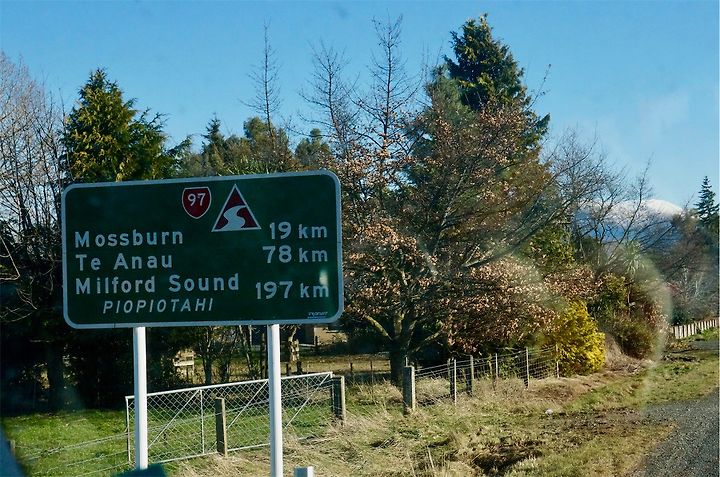 97
Mossburn 19 km
Te Anau 78 km
Milford Sound 197 km
PIOPIOTAHI